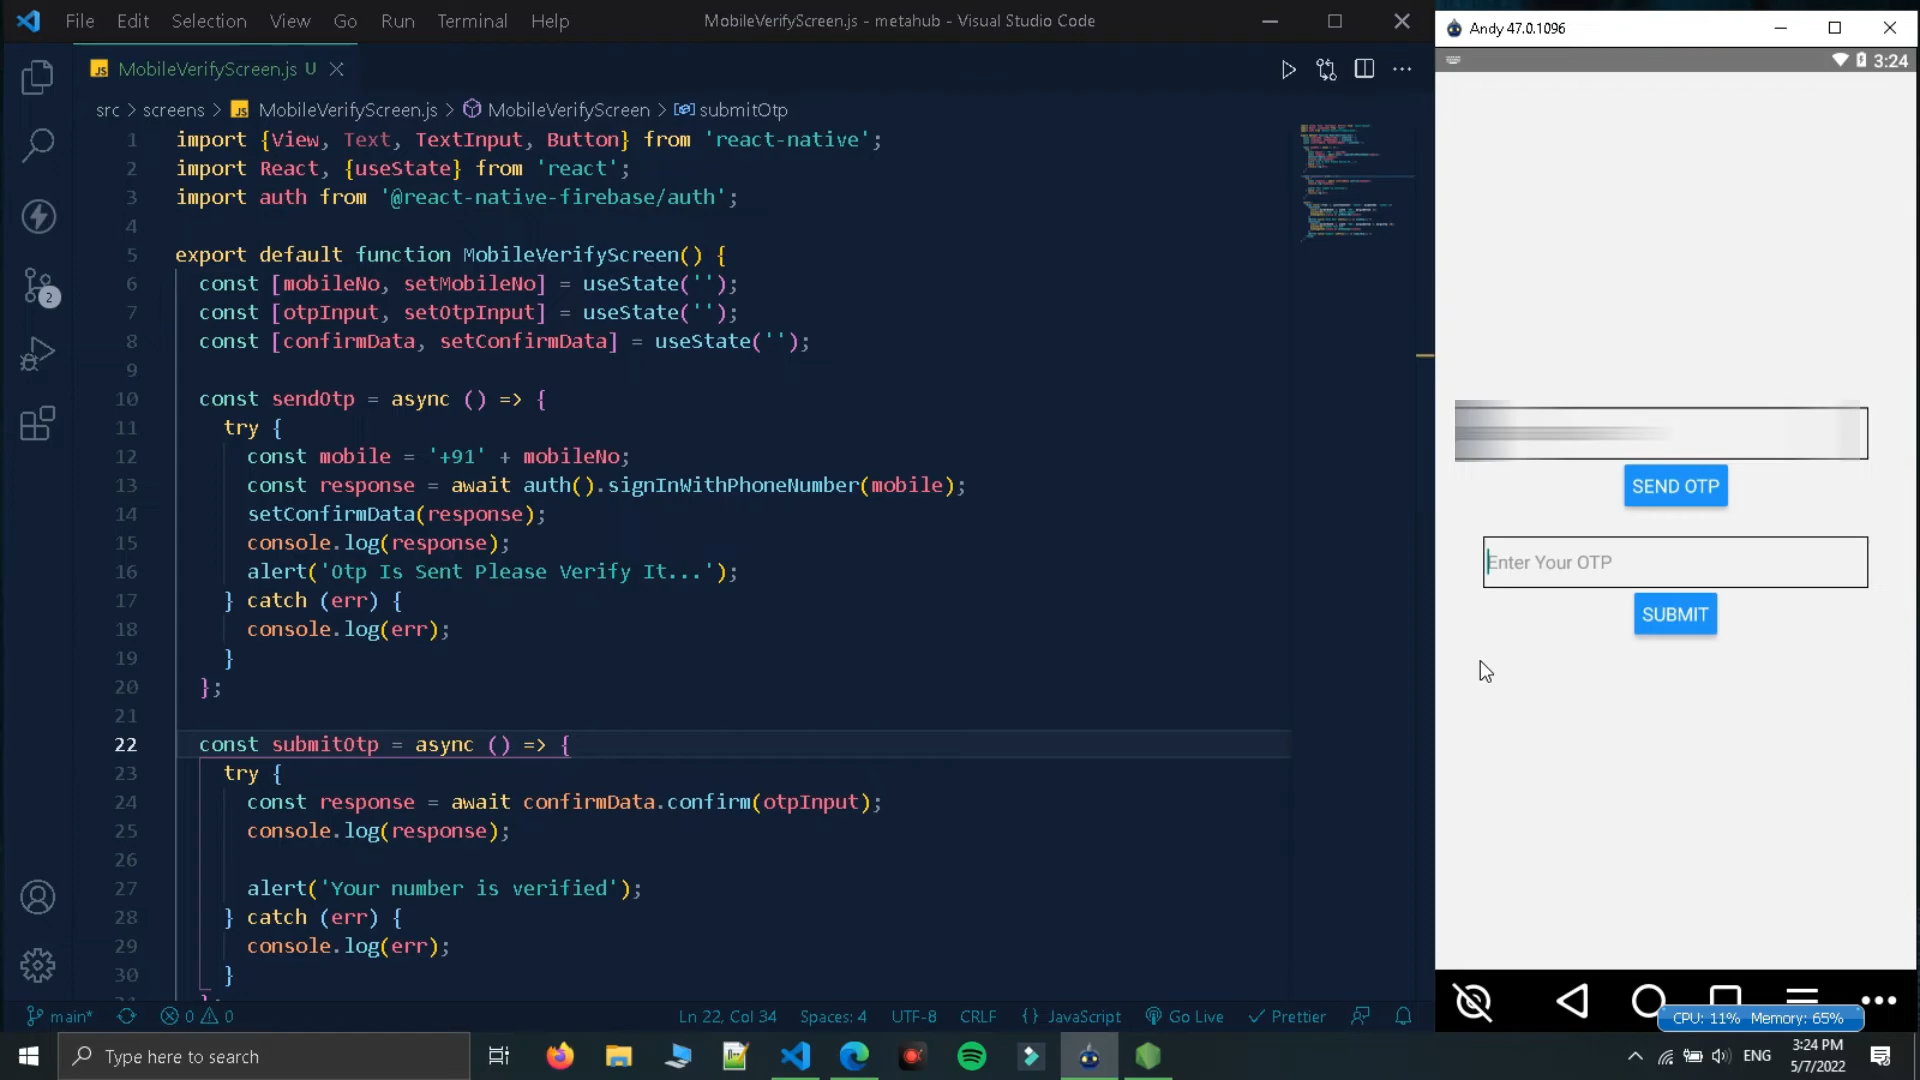 File Edit Selection View Go Run Terminal Help MobileVerifyScreen.js - metahub - Visual Studio Code
MobileVerifyScreen.js U
src > screens > MobileVerifyScreen.js > MobileVerifyScreen > submitOtp
1 import {View, Text, TextInput, Button} from 'react-native';
2 import React, {useState} from 'react';
3 import auth from '@react-native-firebase/auth';
4
5 export default function MobileVerifyScreen() {
6 const [mobileNo, setMobileNo] = useState('');
7 const [otpInput, setOtpInput] = useState('');
8 const [confirmData, setConfirmData] = useState('');
9
10 const sendOtp = async () => {
11 try {
12 const mobile = '+91' + mobileNo;
13 const response = await auth().signInWithPhoneNumber(mobile);
14 setConfirmData(response);
15 console.log(response);
16 alert('Otp Is Sent Please Verify It...');
17 } catch (err) {
18 console.log(err);
19 }
20 };
21
22 const submitOtp = async () => {
23 try {
24 const response = await confirmData.confirm(otpInput);
25 console.log(response);
26
27 alert('Your number is verified');
28 } catch (err) {
29 console.log(err);
30 }
2
main* 0 0 Ln 22, Col 34 Spaces: 4 UTF-8 CRLF {} JavaScript Go Live Prettier
Andy 47.0.1096
3:24
SEND OTP
Enter Your OTP
SUBMIT
CPU: 11% Memory: 65%
Type here to search
ENG
3:24 PM
5/7/2022